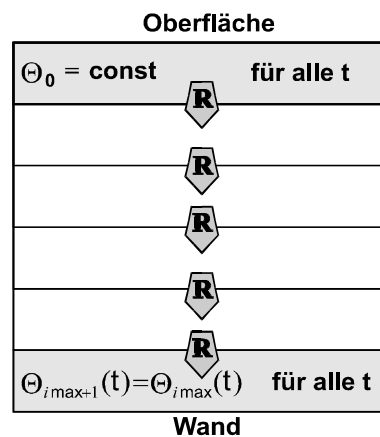 Oberfläche
Θ₀ = const für alle t
R
R
R
R
R
Θᵢₘₐₓ₊₁(t)=Θᵢₘₐₓ(t) für alle t
Wand